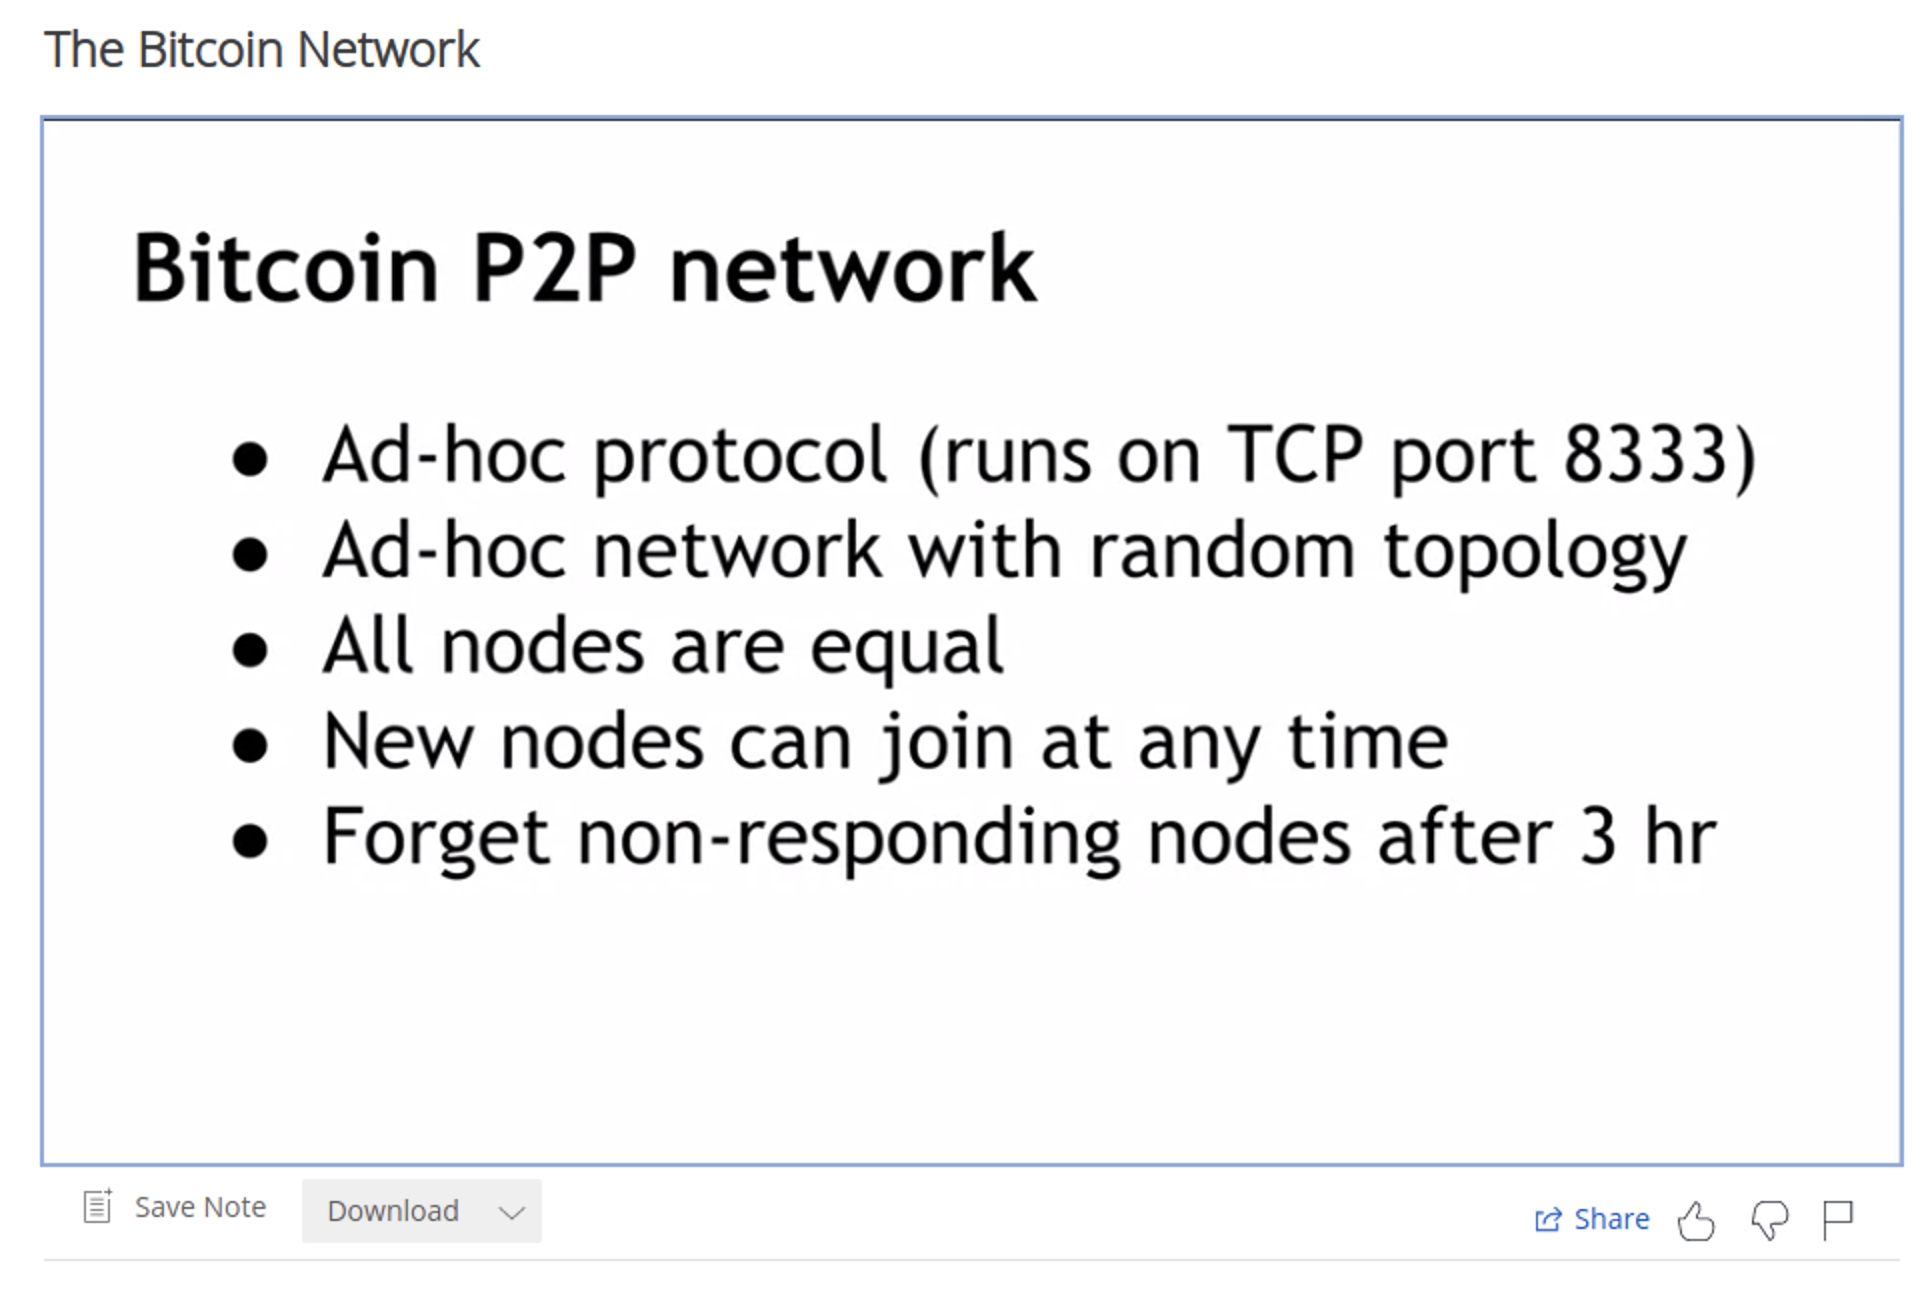 The Bitcoin Network
Bitcoin P2P network
● Ad-hoc protocol (runs on TCP port 8333)
● Ad-hoc network with random topology
● All nodes are equal
● New nodes can join at any time
● Forget non-responding nodes after 3 hr
Save Note Download Share